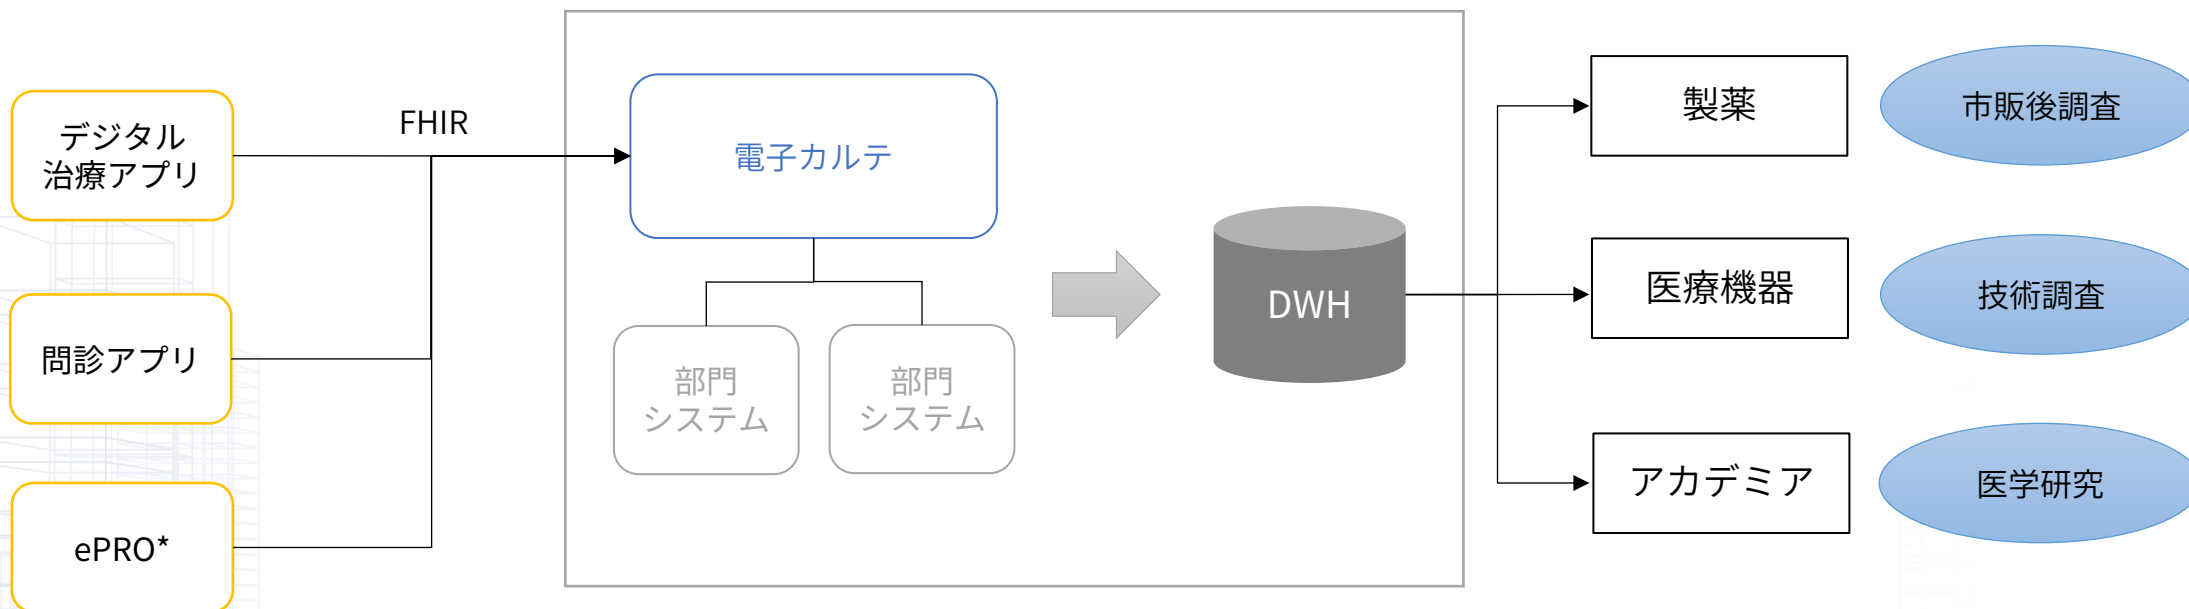 デジタル
治療アプリ
問診アプリ
ePRO*
FHIR
電子カルテ
部門
システム
部門
システム
DWH
製薬
市販後調査
医療機器
技術調査
アカデミア
医学研究